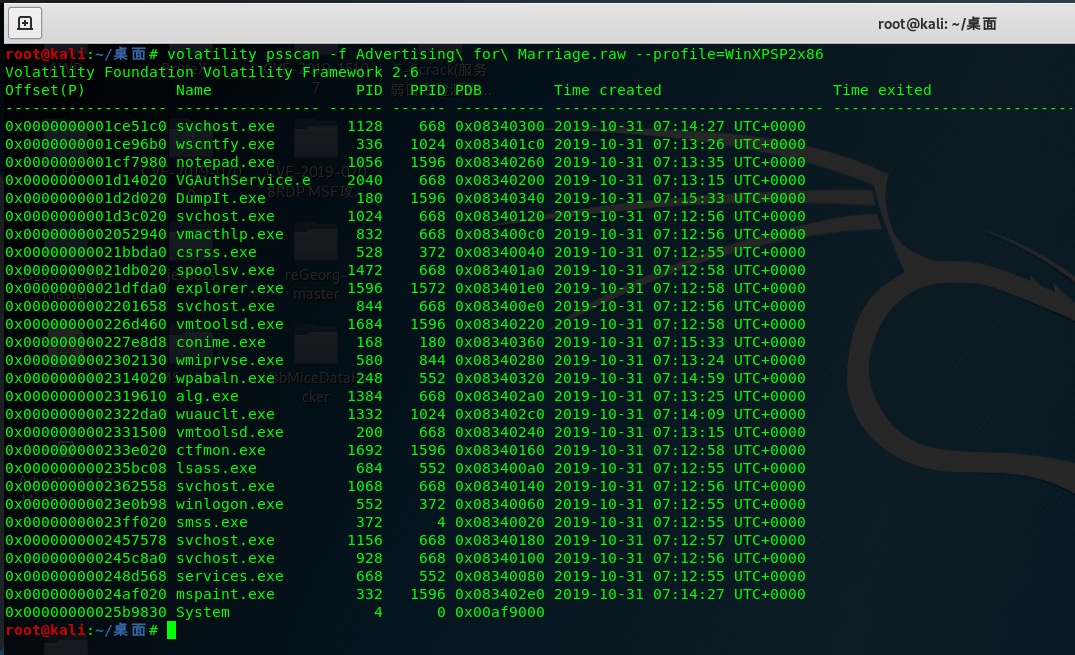 root@kali: ~/桌面
root@kali:~/桌面# volatility psscan -f Advertising\ for\ Marriage.raw --profile=WinXPSP2x86
Volatility Foundation Volatility Framework 2.6
Offset(P) Name PID PPID PDB Time created Time exited
------------------ ---------------- ------ ------ ---------- ------------------------------ ------------------------------
0x0000000001ce51c0 svchost.exe 1128 668 0x08340300 2019-10-31 07:14:27 UTC+0000
0x0000000001ce96b0 wscntfy.exe 336 1024 0x083401c0 2019-10-31 07:13:26 UTC+0000
0x0000000001cf7980 notepad.exe 1056 1596 0x08340260 2019-10-31 07:13:35 UTC+0000
0x0000000001d14020 VGAuthService.e 2040 668 0x08340200 2019-10-31 07:13:15 UTC+0000
0x0000000001d2d020 DumpIt.exe 180 1596 0x08340340 2019-10-31 07:15:33 UTC+0000
0x0000000001d3c020 svchost.exe 1024 668 0x08340120 2019-10-31 07:12:56 UTC+0000
0x0000000002052940 vmacthlp.exe 832 668 0x083400c0 2019-10-31 07:12:56 UTC+0000
0x00000000021bbda0 csrss.exe 528 372 0x08340040 2019-10-31 07:12:55 UTC+0000
0x00000000021db020 spoolsv.exe 1472 668 0x083401a0 2019-10-31 07:12:58 UTC+0000
0x00000000021dfda0 explorer.exe 1596 1572 0x083401e0 2019-10-31 07:12:58 UTC+0000
0x0000000002201658 svchost.exe 844 668 0x083400e0 2019-10-31 07:12:56 UTC+0000
0x000000000226d460 vmtoolsd.exe 1684 1596 0x08340220 2019-10-31 07:12:58 UTC+0000
0x000000000227e8d8 conime.exe 168 180 0x08340360 2019-10-31 07:15:33 UTC+0000
0x0000000002302130 wmiprvse.exe 580 844 0x08340280 2019-10-31 07:13:24 UTC+0000
0x0000000002314020 wpabaln.exe 248 552 0x08340320 2019-10-31 07:14:59 UTC+0000
0x0000000002319610 alg.exe 1384 668 0x083402a0 2019-10-31 07:13:25 UTC+0000
0x0000000002322da0 wuauclt.exe 1332 1024 0x083402c0 2019-10-31 07:14:09 UTC+0000
0x0000000002331500 vmtoolsd.exe 200 668 0x08340240 2019-10-31 07:13:15 UTC+0000
0x000000000233e020 ctfmon.exe 1692 1596 0x08340160 2019-10-31 07:12:58 UTC+0000
0x000000000235bc08 lsass.exe 684 552 0x083400a0 2019-10-31 07:12:55 UTC+0000
0x0000000002362558 svchost.exe 1068 668 0x08340140 2019-10-31 07:12:56 UTC+0000
0x00000000023e0b98 winlogon.exe 552 372 0x08340060 2019-10-31 07:12:55 UTC+0000
0x00000000023ff020 smss.exe 372 4 0x08340020 2019-10-31 07:12:55 UTC+0000
0x0000000002457578 svchost.exe 1156 668 0x08340180 2019-10-31 07:12:57 UTC+0000
0x000000000245c8a0 svchost.exe 928 668 0x08340100 2019-10-31 07:12:56 UTC+0000
0x000000000248d568 services.exe 668 552 0x08340080 2019-10-31 07:12:55 UTC+0000
0x00000000024af020 mspaint.exe 332 1596 0x083402e0 2019-10-31 07:14:27 UTC+0000
0x00000000025b9830 System 4 0 0x00af9000
root@kali:~/桌面#